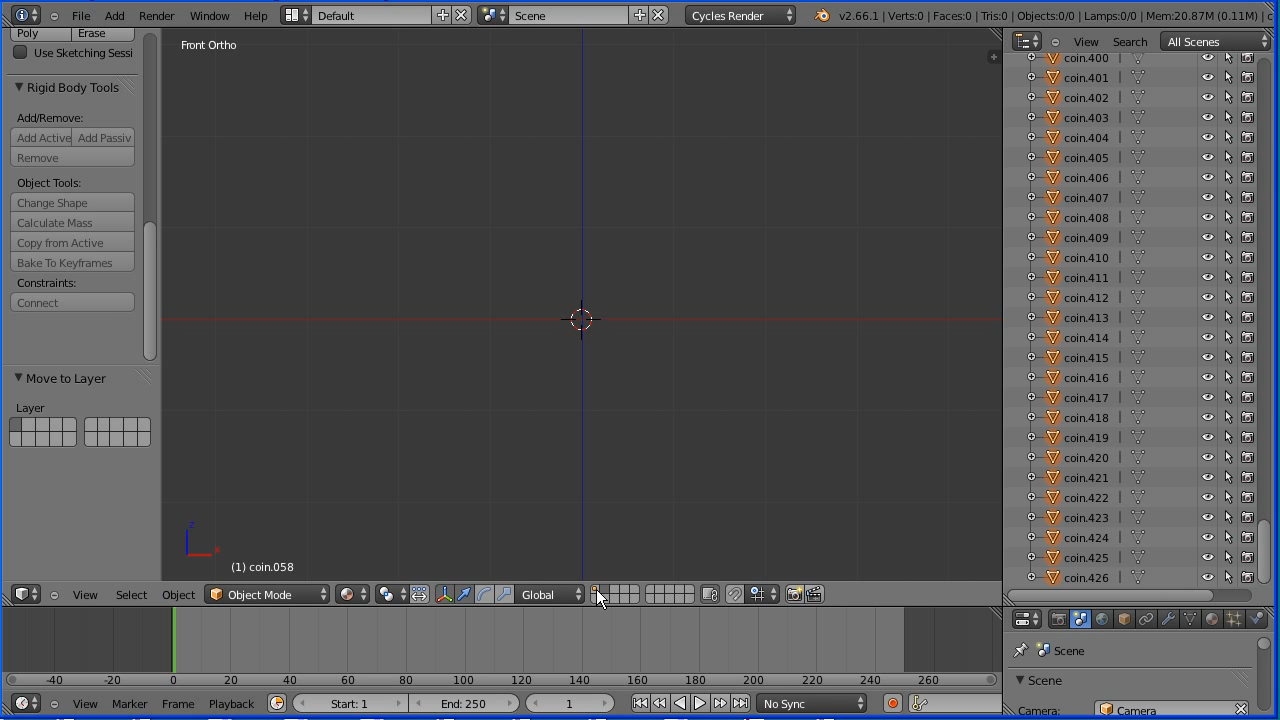 File Add Render Window Help Default Scene Cycles Render v2.66.1 | Verts:0 | Faces:0 | Tris:0 | Objects:0/0 | Lamps:0/0 | Mem:20.87M (0.11M) | c
Poly Erase
Use Sketching Sessi
Rigid Body Tools
Add/Remove:
Add Active Add Passiv
Remove
Object Tools:
Change Shape
Calculate Mass
Copy from Active
Bake To Keyframes
Constraints:
Connect
Move to Layer
Layer
Front Ortho
z
x
(1) coin.058
View Select Object Object Mode Global
View Search All Scenes
coin.400
coin.401
coin.402
coin.403
coin.404
coin.405
coin.406
coin.407
coin.408
coin.409
coin.410
coin.411
coin.412
coin.413
coin.414
coin.415
coin.416
coin.417
coin.418
coin.419
coin.420
coin.421
coin.422
coin.423
coin.424
coin.425
coin.426
-40 -20 0 20 40 60 80 100 120 140 160 180 200 220 240 260
View Marker Frame Playback Start: 1 End: 250 1 No Sync
Scene
Scene
Camera: Camera